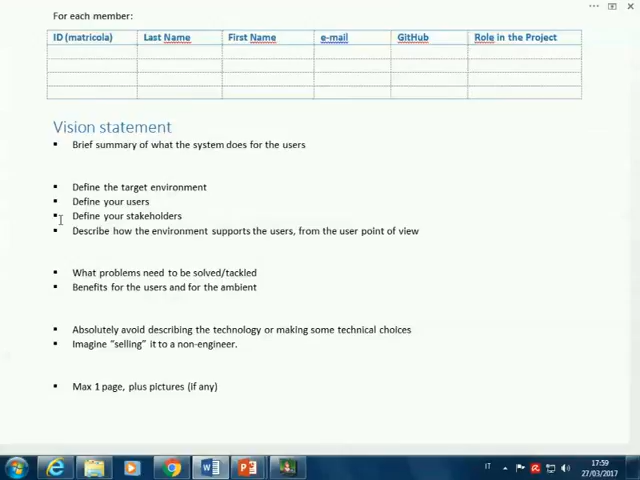 For each member:
ID (matricola) Last Name First Name e-mail GitHub Role in the Project
Vision statement
▪ Brief summary of what the system does for the users
▪ Define the target environment
▪ Define your users
▪ Define your stakeholders
▪ Describe how the environment supports the users, from the user point of view
▪ What problems need to be solved/tackled
▪ Benefits for the users and for the ambient
▪ Absolutely avoid describing the technology or making some technical choices
▪ Imagine "selling" it to a non-engineer.
▪ Max 1 page, plus pictures (if any)
IT
17:59
27/03/2017